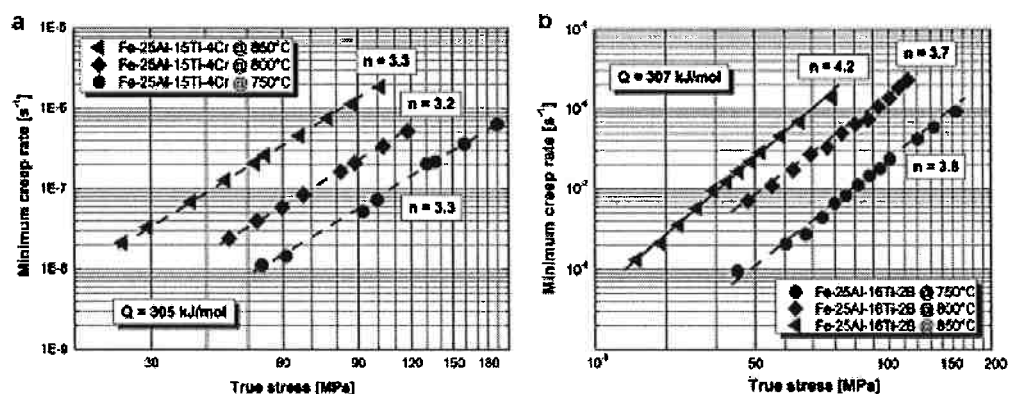 a
Minimum creep rate [s⁻¹]
1E-5
1E-6
1E-7
1E-8
1E-9
Fe-25Al-15Ti-4Cr @ 850°C
Fe-25Al-15Ti-4Cr @ 800°C
Fe-25Al-15Ti-4Cr @ 750°C
n = 3.3
n = 3.2
n = 3.3
Q = 305 kJ/mol
30
60
90
120
150
180
True stress [MPa]
b
Minimum creep rate [s⁻¹]
Q = 307 kJ/mol
n = 4.2
n = 3.7
n = 3.8
Fe-25Al-16Ti-2B @ 750°C
Fe-25Al-16Ti-2B @ 800°C
Fe-25Al-16Ti-2B @ 850°C
50
100
150
200
True stress [MPa]